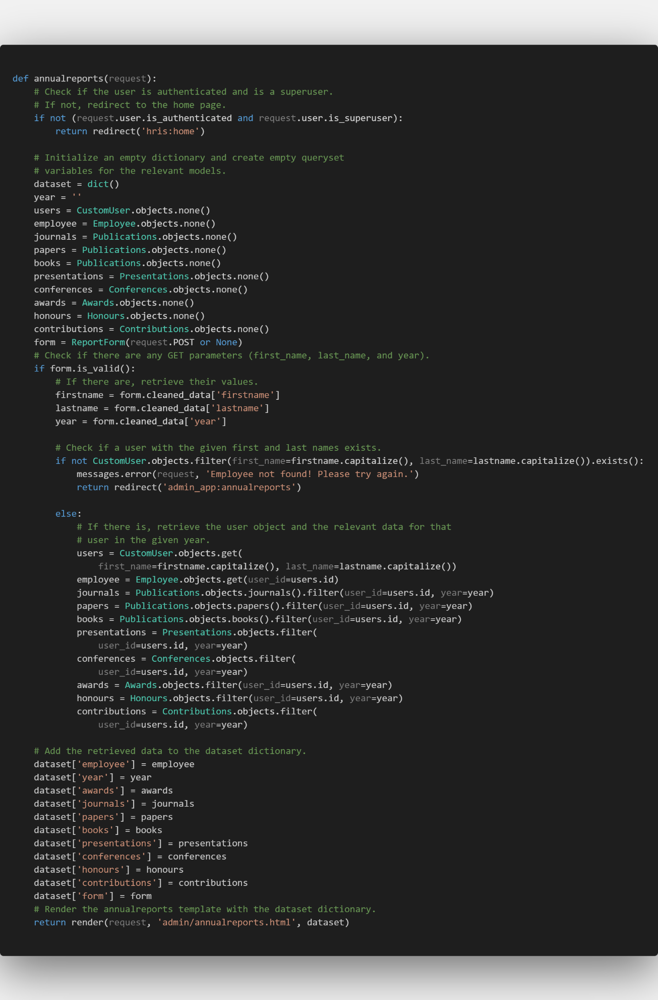 def annualreports(request):
    # Check if the user is authenticated and is a superuser.
    # If not, redirect to the home page.
    if not (request.user.is_authenticated and request.user.is_superuser):
        return redirect('hris:home')

    # Initialize an empty dictionary and create empty queryset
    # variables for the relevant models.
    dataset = dict()
    year = ''
    users = CustomUser.objects.none()
    employee = Employee.objects.none()
    journals = Publications.objects.none()
    papers = Publications.objects.none()
    books = Publications.objects.none()
    presentations = Presentations.objects.none()
    conferences = Conferences.objects.none()
    awards = Awards.objects.none()
    honours = Honours.objects.none()
    contributions = Contributions.objects.none()
    form = ReportForm(request.POST or None)
    # Check if there are any GET parameters (first_name, last_name, and year).
    if form.is_valid():
        # If there are, retrieve their values.
        firstname = form.cleaned_data['firstname']
        lastname = form.cleaned_data['lastname']
        year = form.cleaned_data['year']

        # Check if a user with the given first and last names exists.
        if not CustomUser.objects.filter(first_name=firstname.capitalize(), last_name=lastname.capitalize()).exists():
            messages.error(request, 'Employee not found! Please try again.')
            return redirect('admin_app:annualreports')

        else:
            # If there is, retrieve the user object and the relevant data for that
            # user in the given year.
            users = CustomUser.objects.get(
                first_name=firstname.capitalize(), last_name=lastname.capitalize())
            employee = Employee.objects.get(user_id=users.id)
            journals = Publications.objects.journals().filter(user_id=users.id, year=year)
            papers = Publications.objects.papers().filter(user_id=users.id, year=year)
            books = Publications.objects.books().filter(user_id=users.id, year=year)
            presentations = Presentations.objects.filter(
                user_id=users.id, year=year)
            conferences = Conferences.objects.filter(
                user_id=users.id, year=year)
            awards = Awards.objects.filter(user_id=users.id, year=year)
            honours = Honours.objects.filter(user_id=users.id, year=year)
            contributions = Contributions.objects.filter(
                user_id=users.id, year=year)

    # Add the retrieved data to the dataset dictionary.
    dataset['employee'] = employee
    dataset['year'] = year
    dataset['awards'] = awards
    dataset['journals'] = journals
    dataset['papers'] = papers
    dataset['books'] = books
    dataset['presentations'] = presentations
    dataset['conferences'] = conferences
    dataset['honours'] = honours
    dataset['contributions'] = contributions
    dataset['form'] = form
    # Render the annualreports template with the dataset dictionary.
    return render(request, 'admin/annualreports.html', dataset)